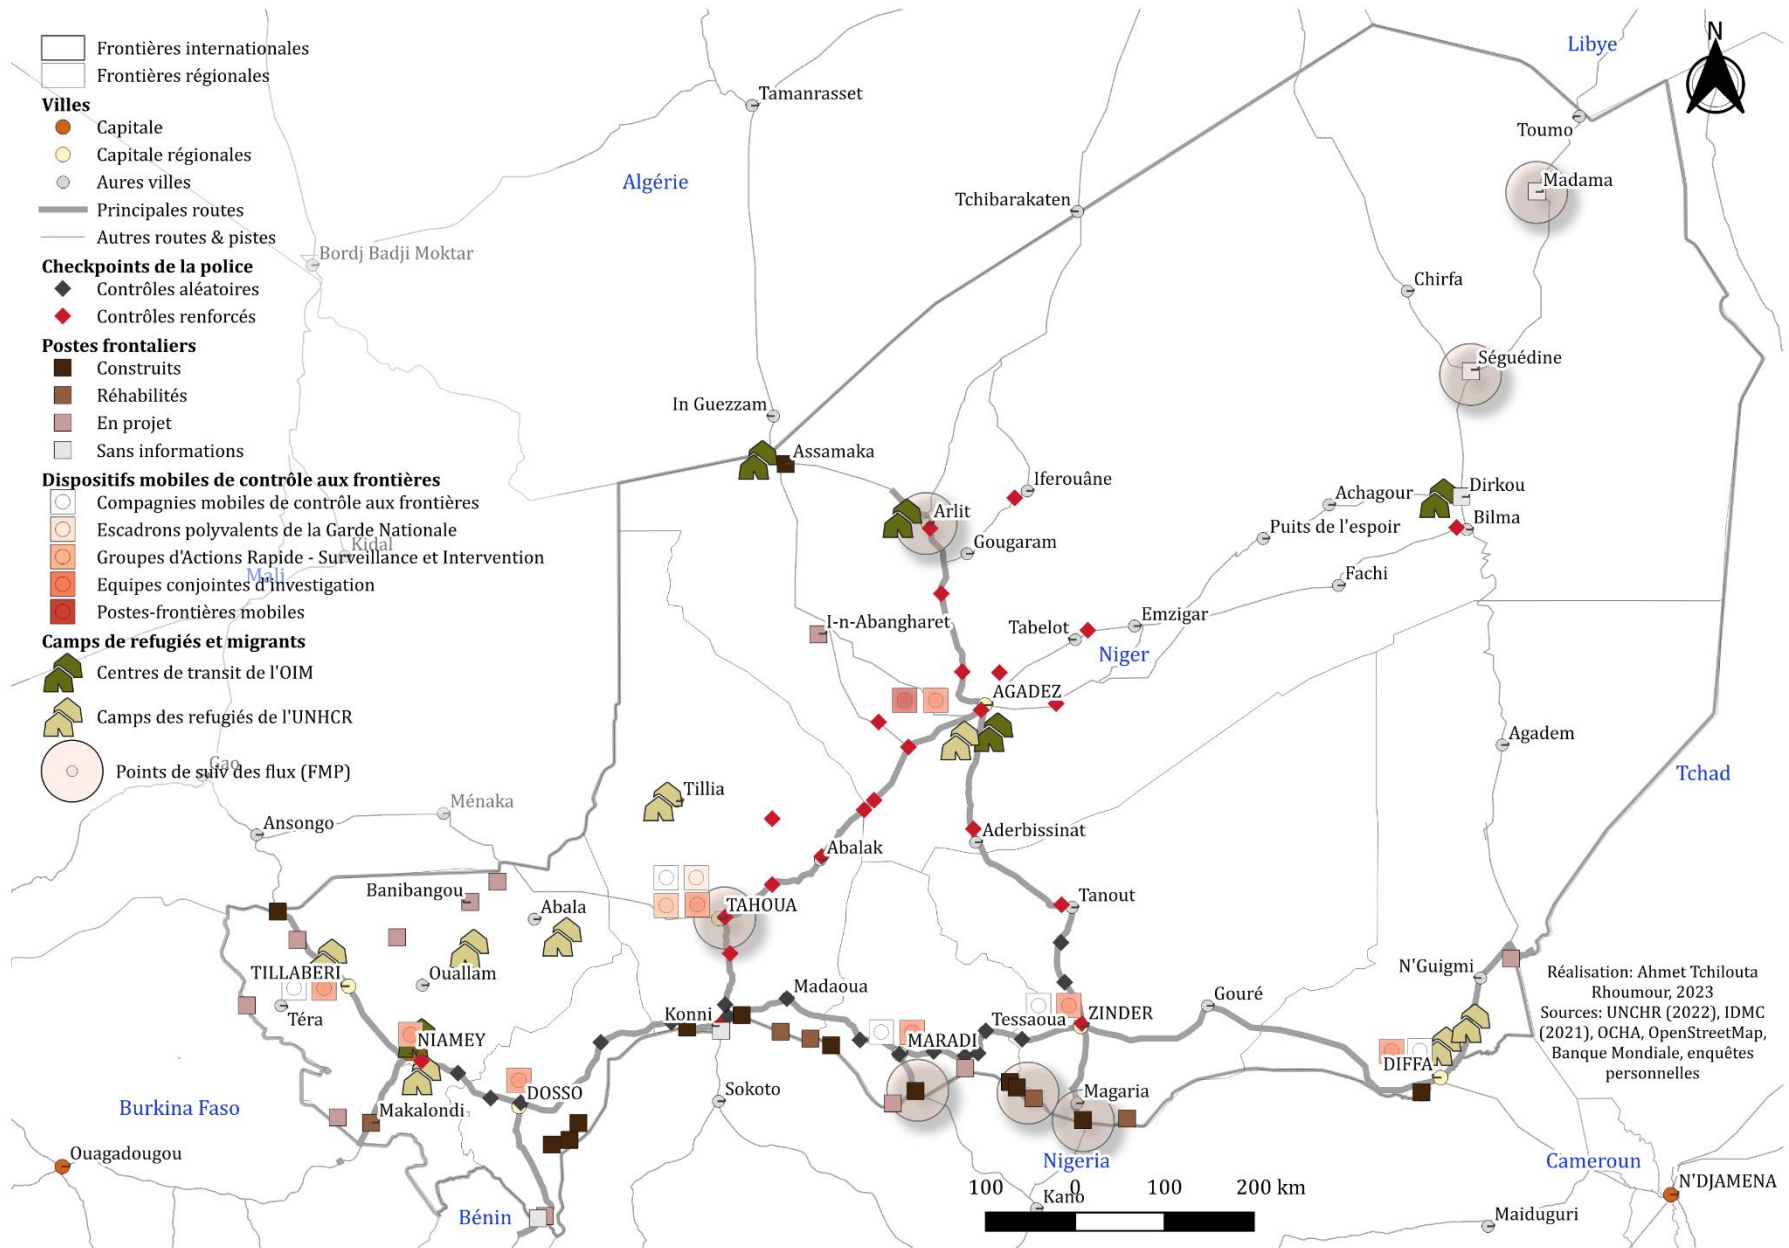 Frontières internationales
Frontières régionales
Villes
Capitale
Capitale régionales
Aures villes
Principales routes
Autres routes & pistes
Checkpoints de la police
Contrôles aléatoires
Contrôles renforcés
Postes frontaliers
Construits
Réhabilités
En projet
Sans informations
Dispositifs mobiles de contrôle aux frontières
Compagnies mobiles de contrôle aux frontières
Escadrons polyvalents de la Garde Nationale
Groupes d'Actions Rapide - Surveillance et Intervention
Equipes conjointes d'investigation
Postes-frontières mobiles
Camps de refugiés et migrants
Centres de transit de l'OIM
Camps des refugiés de l'UNHCR
Points de suiv des flux (FMP)
N
Libye
Tamanrasset
Toumo
Algérie
Madama
Tchibarakaten
Bordj Badji Moktar
Chirfa
Séguédine
In Guezzam
Assamaka
Iferouâne
Achagour
Dirkou
Arlit
Bilma
Puits de l'espoir
Gougaram
Kidal
Mali
Fachi
I-n-Abangharet
Tabelot
Emzigar
Niger
AGADEZ
Agadem
Gao
Tchad
Tillia
Ménaka
Ansongo
Aderbissinat
Abalak
Banibangou
Abala
TAHOUA
Tanout
TILLABERI
Ouallam
N'Guigmi
Madaoua
Gouré
Téra
Konni
Tessaoua
ZINDER
NIAMEY
MARADI
DIFFA
DOSSO
Sokoto
Magaria
Burkina Faso
Makalondi
Ouagadougou
Nigeria
Cameroun
N'DJAMENA
Kano
Bénin
Maiduguri
100 0 100 200 km
Réalisation: Ahmet Tchilouta
Rhoumour, 2023
Sources: UNCHR (2022), IDMC
(2021), OCHA, OpenStreetMap,
Banque Mondiale, enquêtes
personnelles